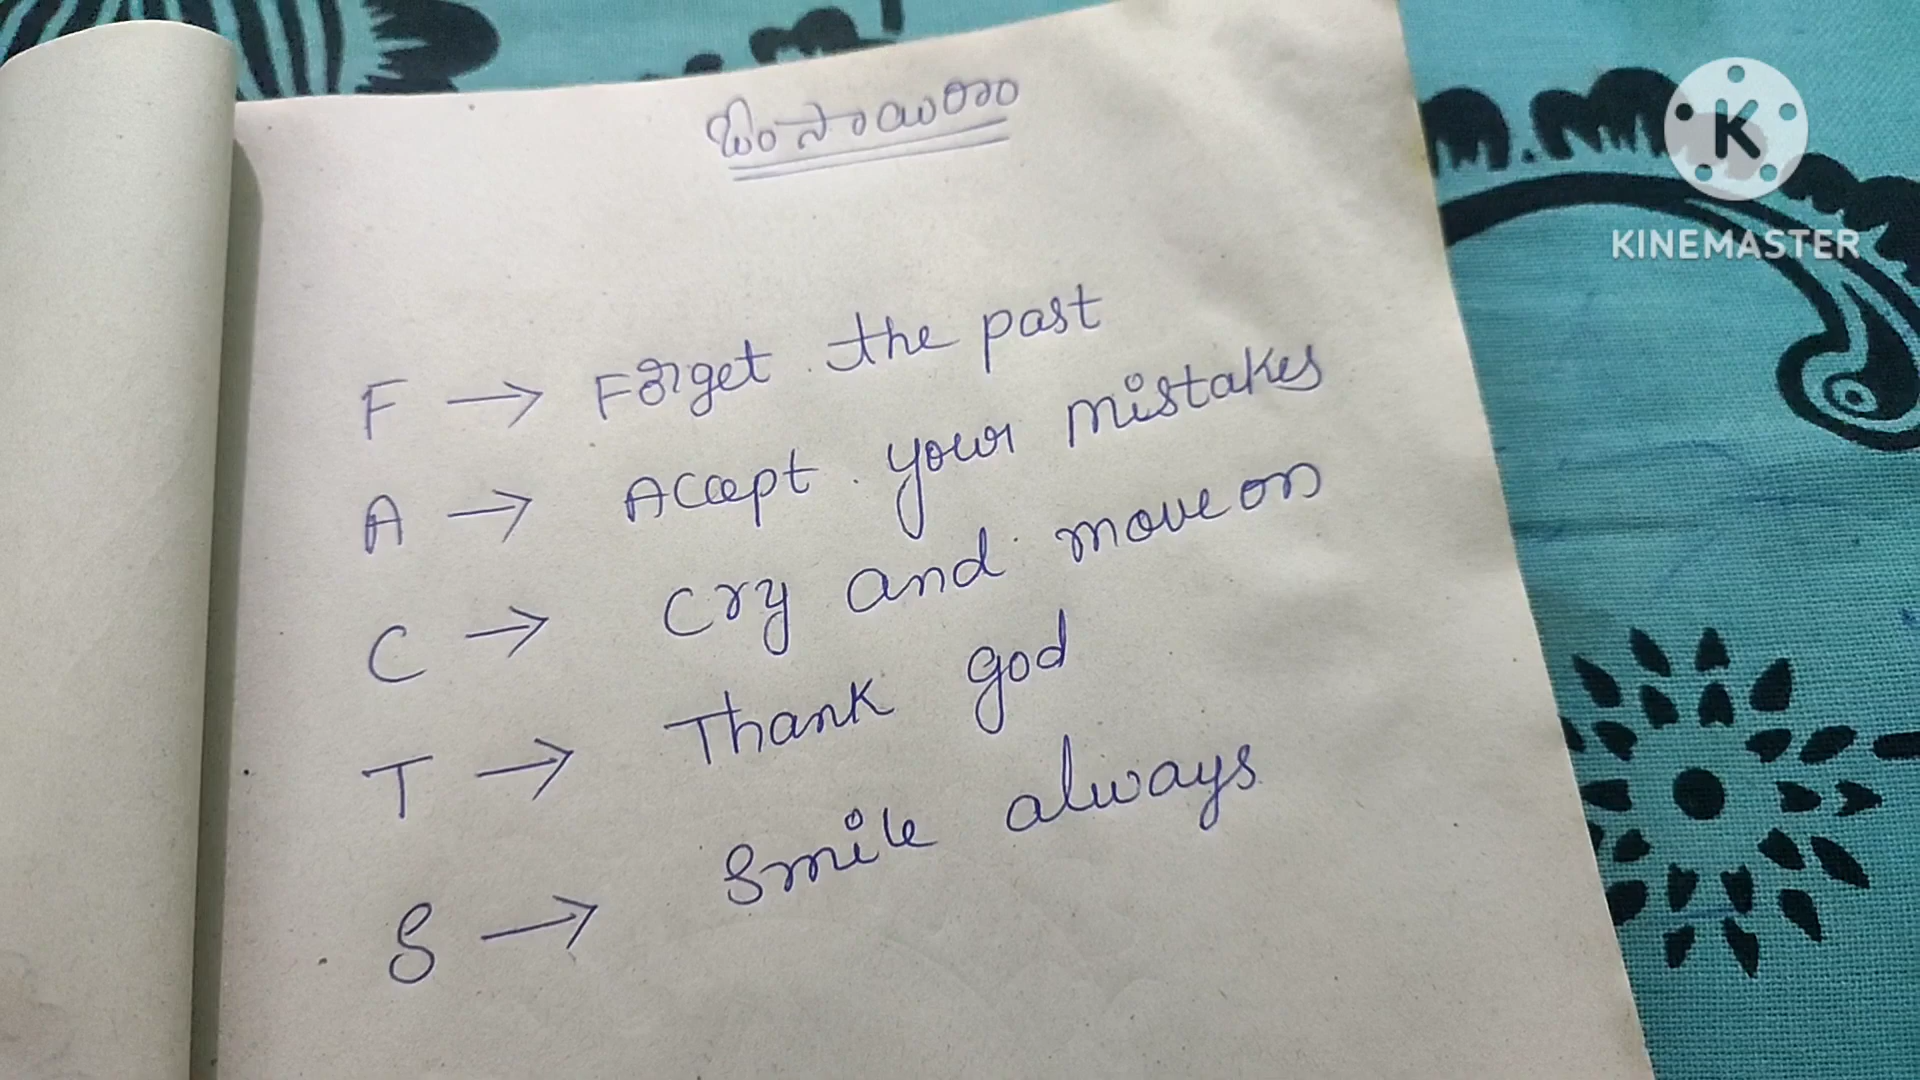 ఓం సాయిరాం
K
KINEMASTER
F → Forget the past
A → Accept your mistakes
C → Cry and move on
T → Thank god
S → Smile always